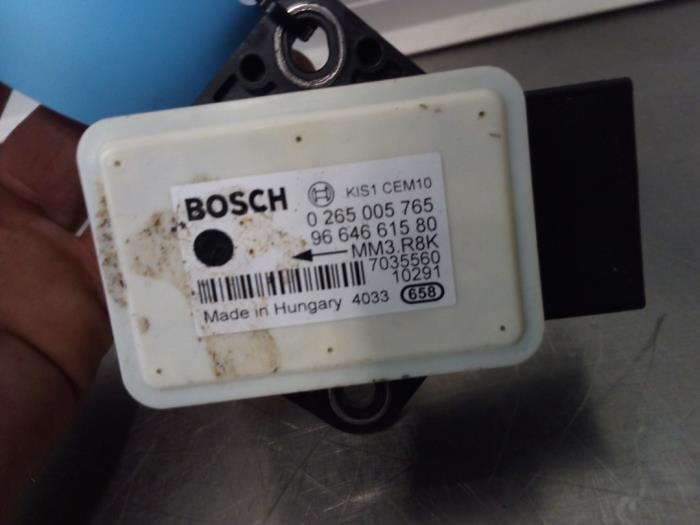 BOSCH KIS1 CEM10
0 265 005 765
96 646 615 80
MM3.R8K
7035560
10291
Made in Hungary 4033 658